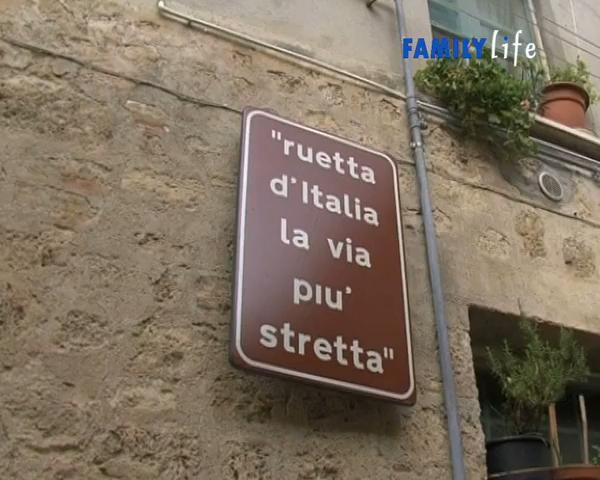 FAMILY life
"ruetta
d'Italia
la via
piu'
stretta"